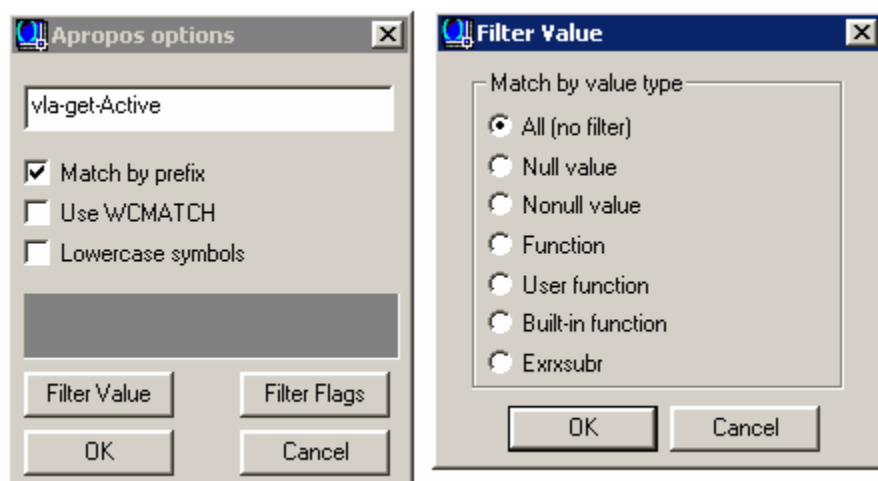 Apropos options
vla-get-Active
Match by prefix
Use WCMATCH
Lowercase symbols
Filter Value
Filter Flags
OK
Cancel
Filter Value
Match by value type
All (no filter)
Null value
Nonull value
Function
User function
Built-in function
Exrxsubr
OK
Cancel